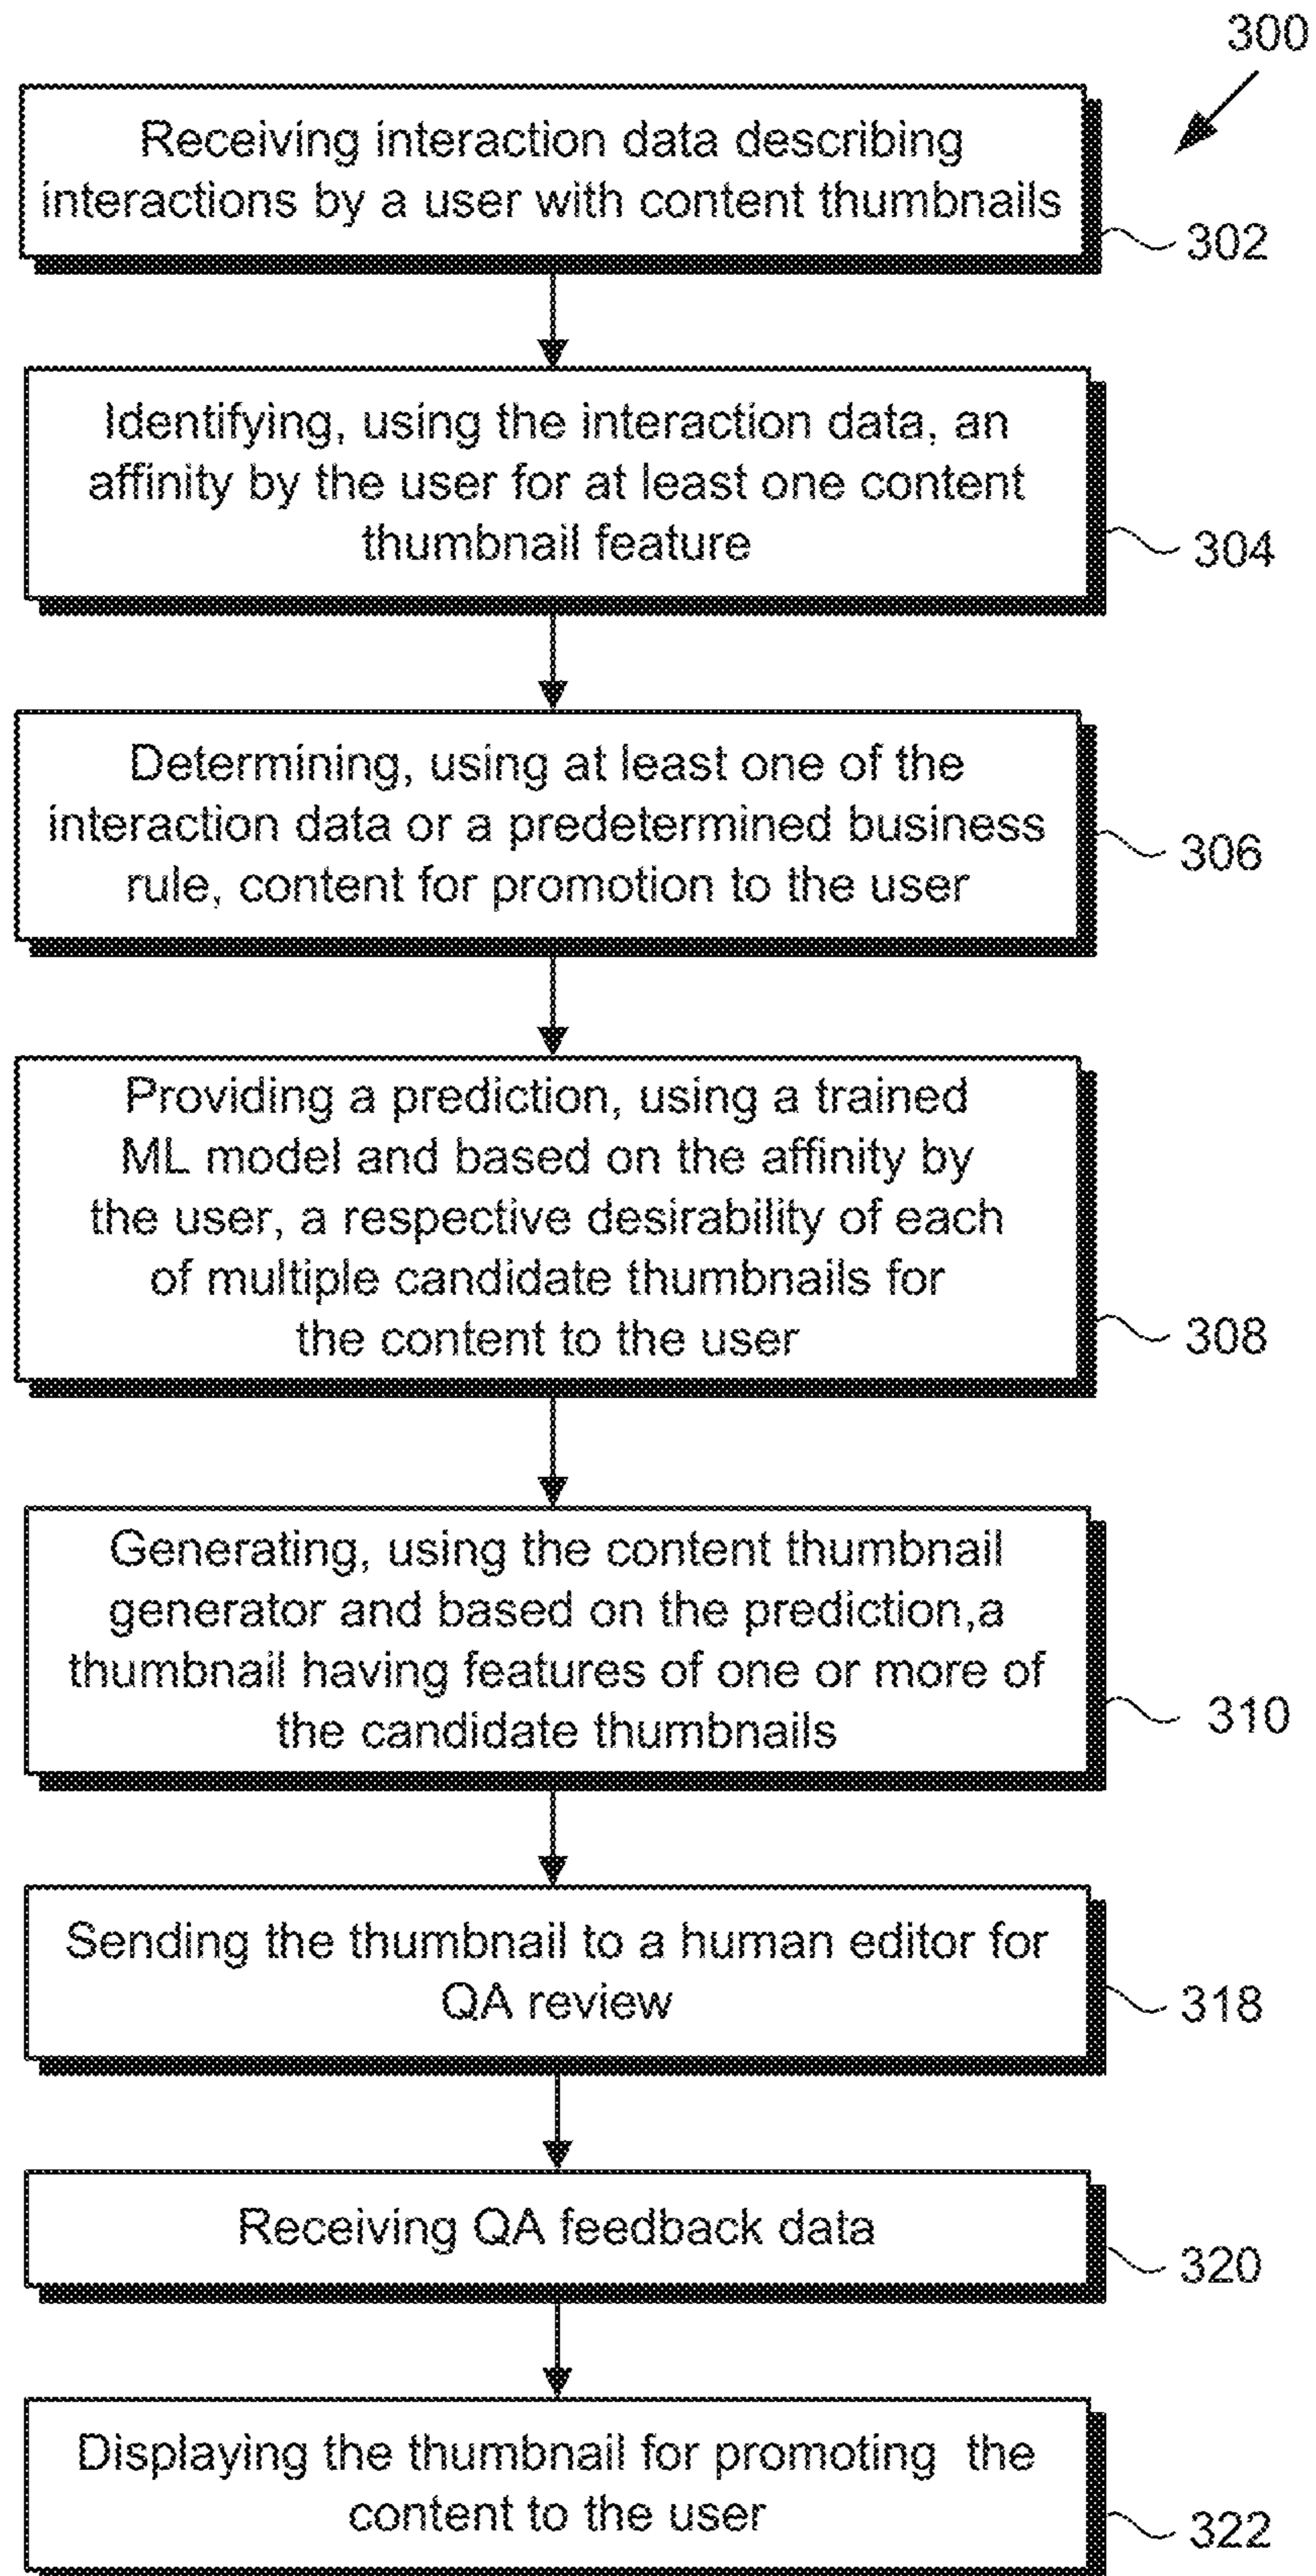 300
Receiving interaction data describing
interactions by a user with content thumbnails
302
Identifying, using the interaction data, an
affinity by the user for at least one content
thumbnail feature
304
Determining, using at least one of the
interaction data or a predetermined business
rule, content for promotion to the user
306
Providing a prediction, using a trained
ML model and based on the affinity by
the user, a respective desirability of each
of multiple candidate thumbnails for
the content to the user
308
Generating, using the content thumbnail
generator and based on the prediction,a
thumbnail having features of one or more of
the candidate thumbnails
310
Sending the thumbnail to a human editor for
QA review
318
Receiving QA feedback data
320
Displaying the thumbnail for promoting the
content to the user
322